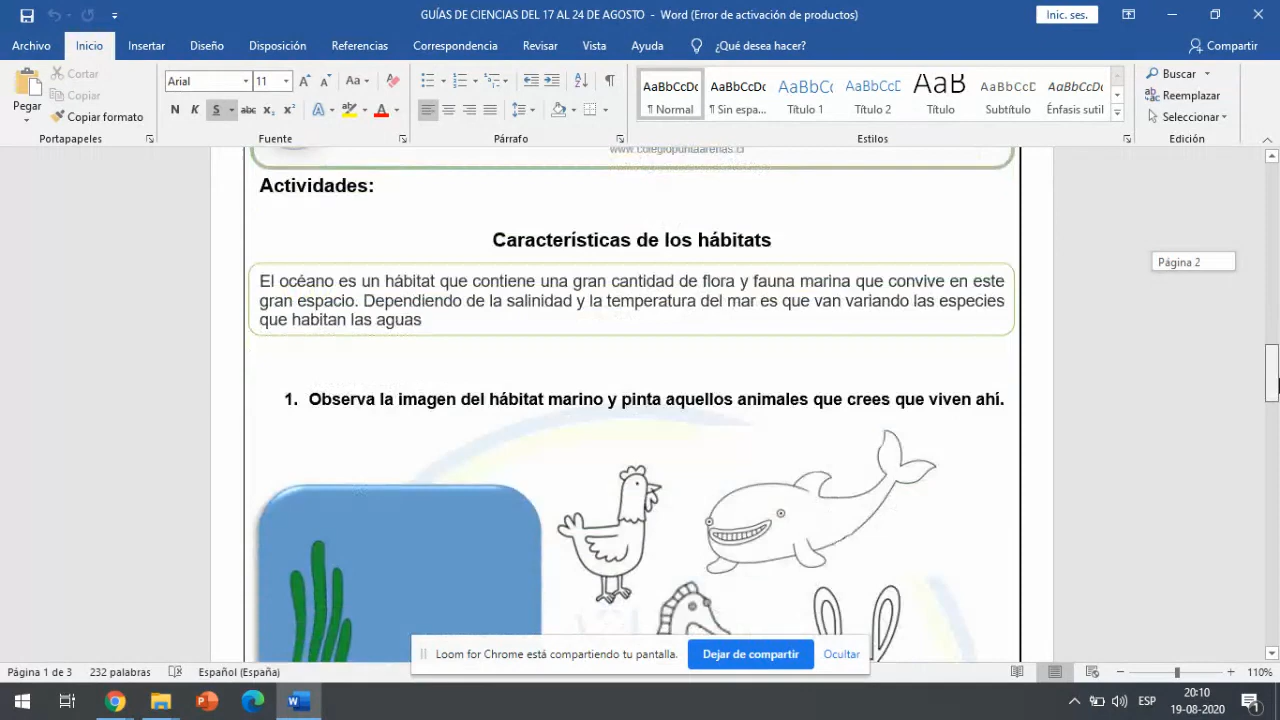 GUÍAS DE CIENCIAS DEL 17 AL 24 DE AGOSTO - Word (Error de activación de productos)
Inic. ses.
Archivo Inicio Insertar Diseño Disposición Referencias Correspondencia Revisar Vista Ayuda ¿Qué desea hacer? Compartir
Pegar
Cortar
Copiar
Copiar formato
Portapapeles
Arial 11
Fuente
Párrafo
AaBbCcDc AaBbCcDc AaBbCc AaBbCcD AaB AaBbCcD AaBbCcDc
¶ Normal ¶ Sin espa... Título 1 Título 2 Título Subtítulo Énfasis sutil
Estilos
Buscar
Reemplazar
Seleccionar
Edición
www.colegiopuntaarenas.cl
Actividades:
Características de los hábitats
Página 2
El océano es un hábitat que contiene una gran cantidad de flora y fauna marina que convive en este
gran espacio. Dependiendo de la salinidad y la temperatura del mar es que van variando las especies
que habitan las aguas
1. Observa la imagen del hábitat marino y pinta aquellos animales que crees que viven ahí.
Loom for Chrome está compartiendo tu pantalla. Dejar de compartir Ocultar
Página 1 de 3 232 palabras Español (España) 110%
ESP
20:10
19-08-2020
1